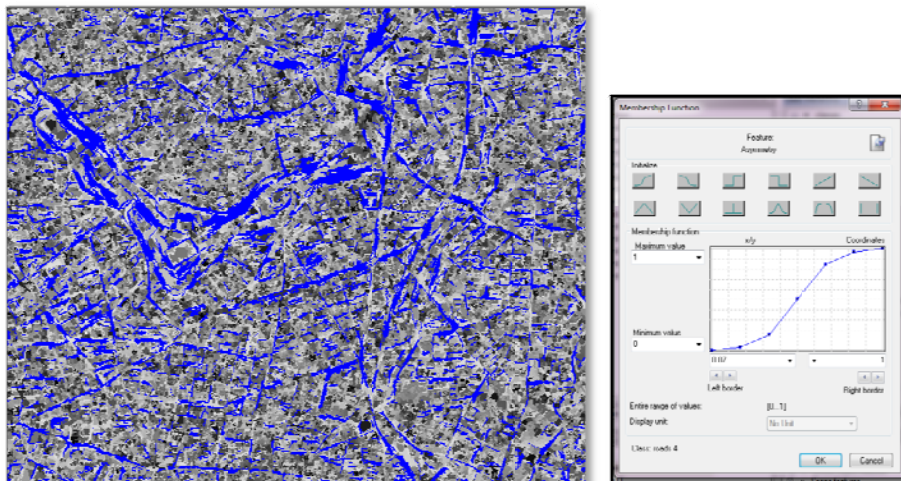 Membership Function
Feature:
Asymmetry
Initialize
Membership function
Maximum value
x/y
Coordinates
1
Minimum value
0
0.07
1
Left border
Right border
Entire range of values:
[0...1]
Display unit:
No Unit
Class: roads 4
OK
Cancel